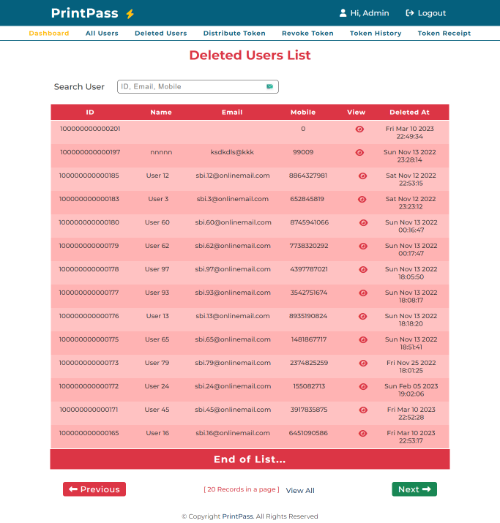 PrintPass
Hi, Admin
Logout
Dashboard All Users Deleted Users Distribute Token Revoke Token Token History Token Receipt
Deleted Users List
Search User
ID, Email, Mobile
ID Name Email Mobile View Deleted At
100000000000201 0 Fri Mar 10 2023
22:49:34
100000000000197 nnnnn ksdkdls@kkk 99009 Sun Nov 13 2022
23:28:14
100000000000185 User 12 sbi.12@onlinemail.com 8864327981 Sat Nov 12 2022
22:53:15
100000000000183 User 3 sbi.3@onlinemail.com 652845819 Sat Nov 12 2022
23:23:12
100000000000180 User 60 sbi.60@onlinemail.com 8745941066 Sun Nov 13 2022
00:16:47
100000000000179 User 62 sbi.62@onlinemail.com 7738320292 Sun Nov 13 2022
00:17:47
100000000000178 User 97 sbi.97@onlinemail.com 4397787021 Sun Nov 13 2022
18:05:50
100000000000177 User 93 sbi.93@onlinemail.com 3542751674 Sun Nov 13 2022
18:08:17
100000000000176 User 13 sbi.13@onlinemail.com 8933190824 Sun Nov 13 2022
18:18:20
100000000000175 User 65 sbi.65@onlinemail.com 1481867717 Sun Nov 13 2022
18:51:41
100000000000173 User 79 sbi.79@onlinemail.com 2374825259 Fri Nov 25 2022
18:01:25
100000000000172 User 24 sbi.24@onlinemail.com 155082713 Sun Feb 05 2023
19:02:06
100000000000171 User 45 sbi.45@onlinemail.com 3917835875 Fri Mar 10 2023
22:52:28
100000000000165 User 16 sbi.16@onlinemail.com 6451090586 Fri Mar 10 2023
22:53:17
End of List...
Previous
[ 20 Records in a page ] View All
Next
© Copyright PrintPass. All Rights Reserved